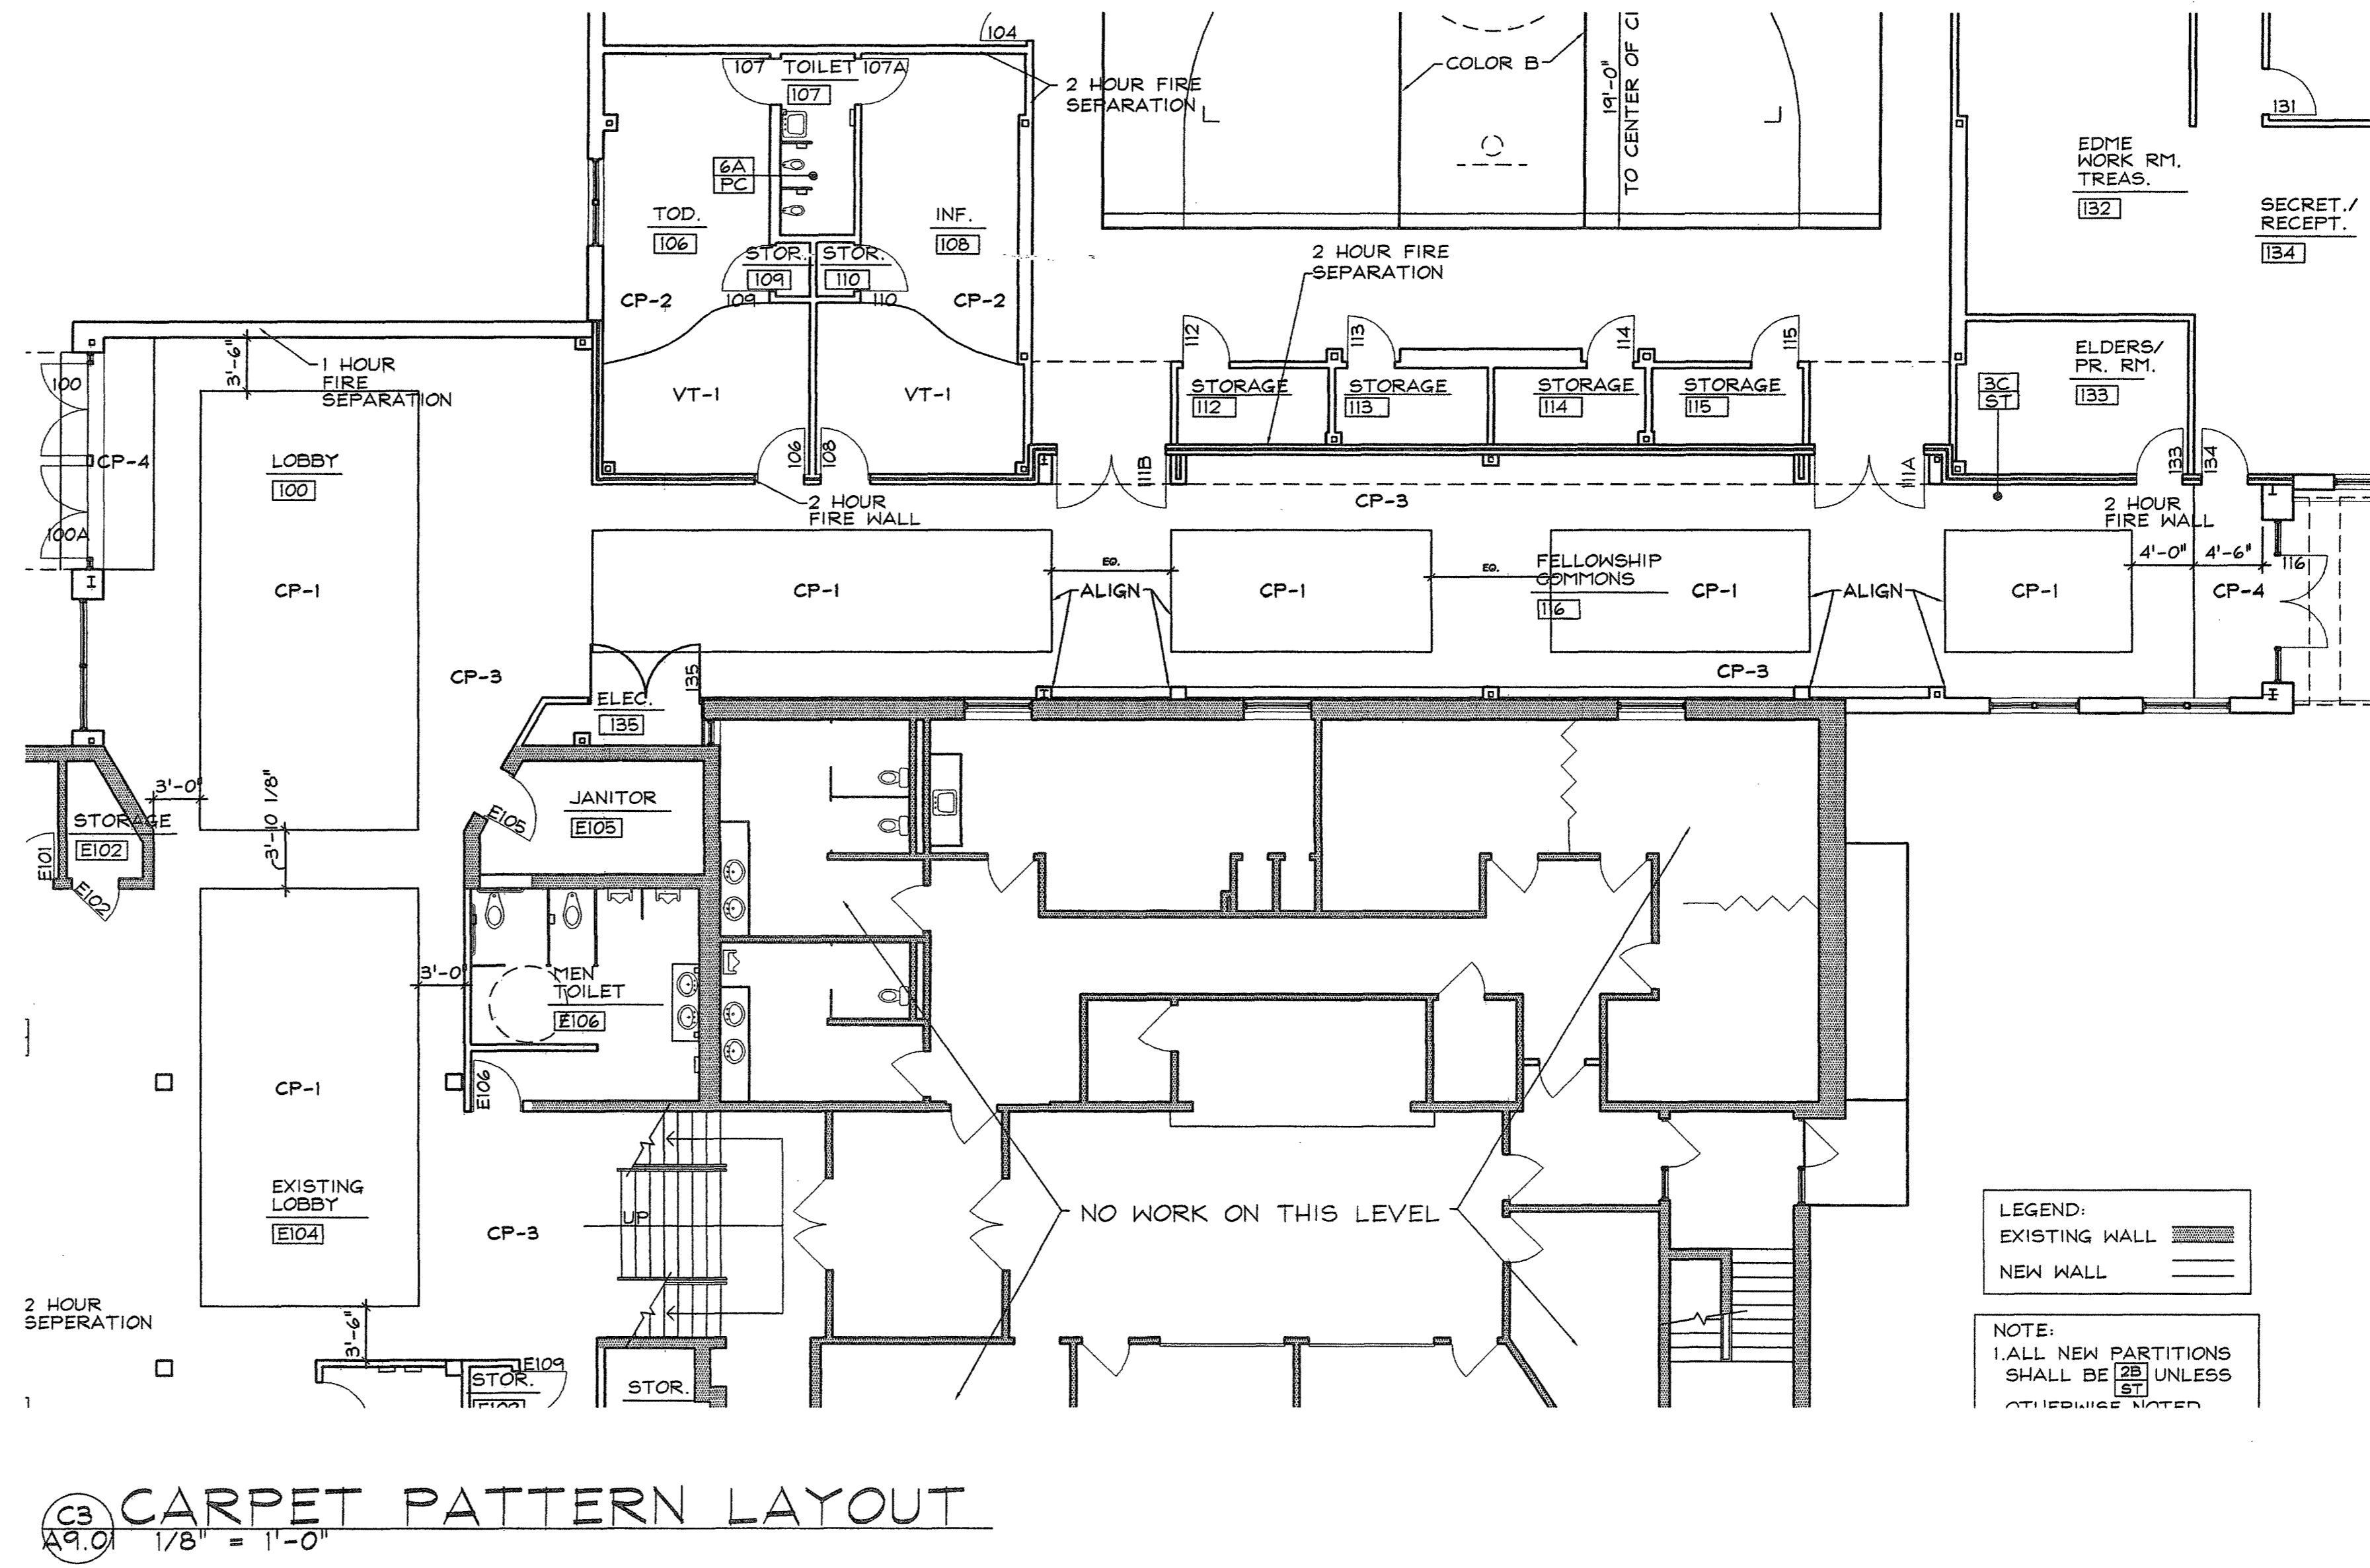 104
107
TOILET
107A
107
2 HOUR FIRE
SEPARATION
COLOR B
19'-0"
TO CENTER OF
131
EDME
WORK RM.
TREAS.
132
SECRET./
RECEPT.
134
6A
PC
TOD.
106
INF.
108
STOR.
109
STOR.
110
109
110
CP-2
CP-2
2 HOUR FIRE
SEPARATION
3'-6"
1 HOUR
FIRE
SEPARATION
100
VT-1
VT-1
112
113
114
115
STORAGE
112
STORAGE
113
STORAGE
114
STORAGE
115
3C
ST
ELDERS/
PR. RM.
133
CP-4
LOBBY
100
106
108
111B
111A
133
134
100A
2 HOUR
FIRE WALL
CP-3
2 HOUR
FIRE WALL
4'-0"
4'-6"
EQ.
EQ.
FELLOWSHIP
COMMONS
116
116
CP-1
CP-1
ALIGN
CP-1
CP-1
ALIGN
CP-1
CP-4
CP-3
135
CP-3
ELEC.
135
3'-0"
3'-10 1/8"
STORAGE
E102
E101
E102
JANITOR
E105
E105
3'-0"
MEN
TOILET
E106
E106
CP-1
EXISTING
LOBBY
E104
CP-3
UP
NO WORK ON THIS LEVEL
LEGEND:
EXISTING WALL
NEW WALL
2 HOUR
SEPERATION
3'-6"
E109
STOR.
STOR.
NOTE:
1.ALL NEW PARTITIONS
SHALL BE 2B ST UNLESS
OTHERWISE NOTED
C3
A9.01
CARPET PATTERN LAYOUT
1/8" = 1'-0"